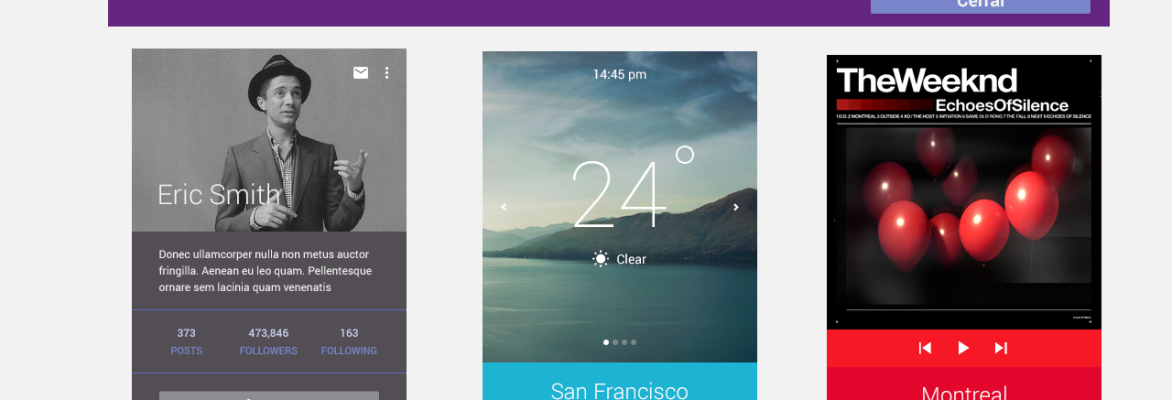 Cerrar
Eric Smith
Donec ullamcorper nulla non metus auctor
fringilla. Aenean eu leo quam. Pellentesque
ornare sem lacinia quam venenatis
373
473,846
163
POSTS
FOLLOWERS
FOLLOWING
14:45 pm
24°
Clear
San Francisco
TheWeeknd
EchoesOfSilence
1 D.D. 2 MONTREAL 3 OUTSIDE 4 XO / THE HOST 5 INITIATION 6 SAME OLD SONG 7 THE FALL 8 NEXT 9 ECHOES OF SILENCE
Montreal